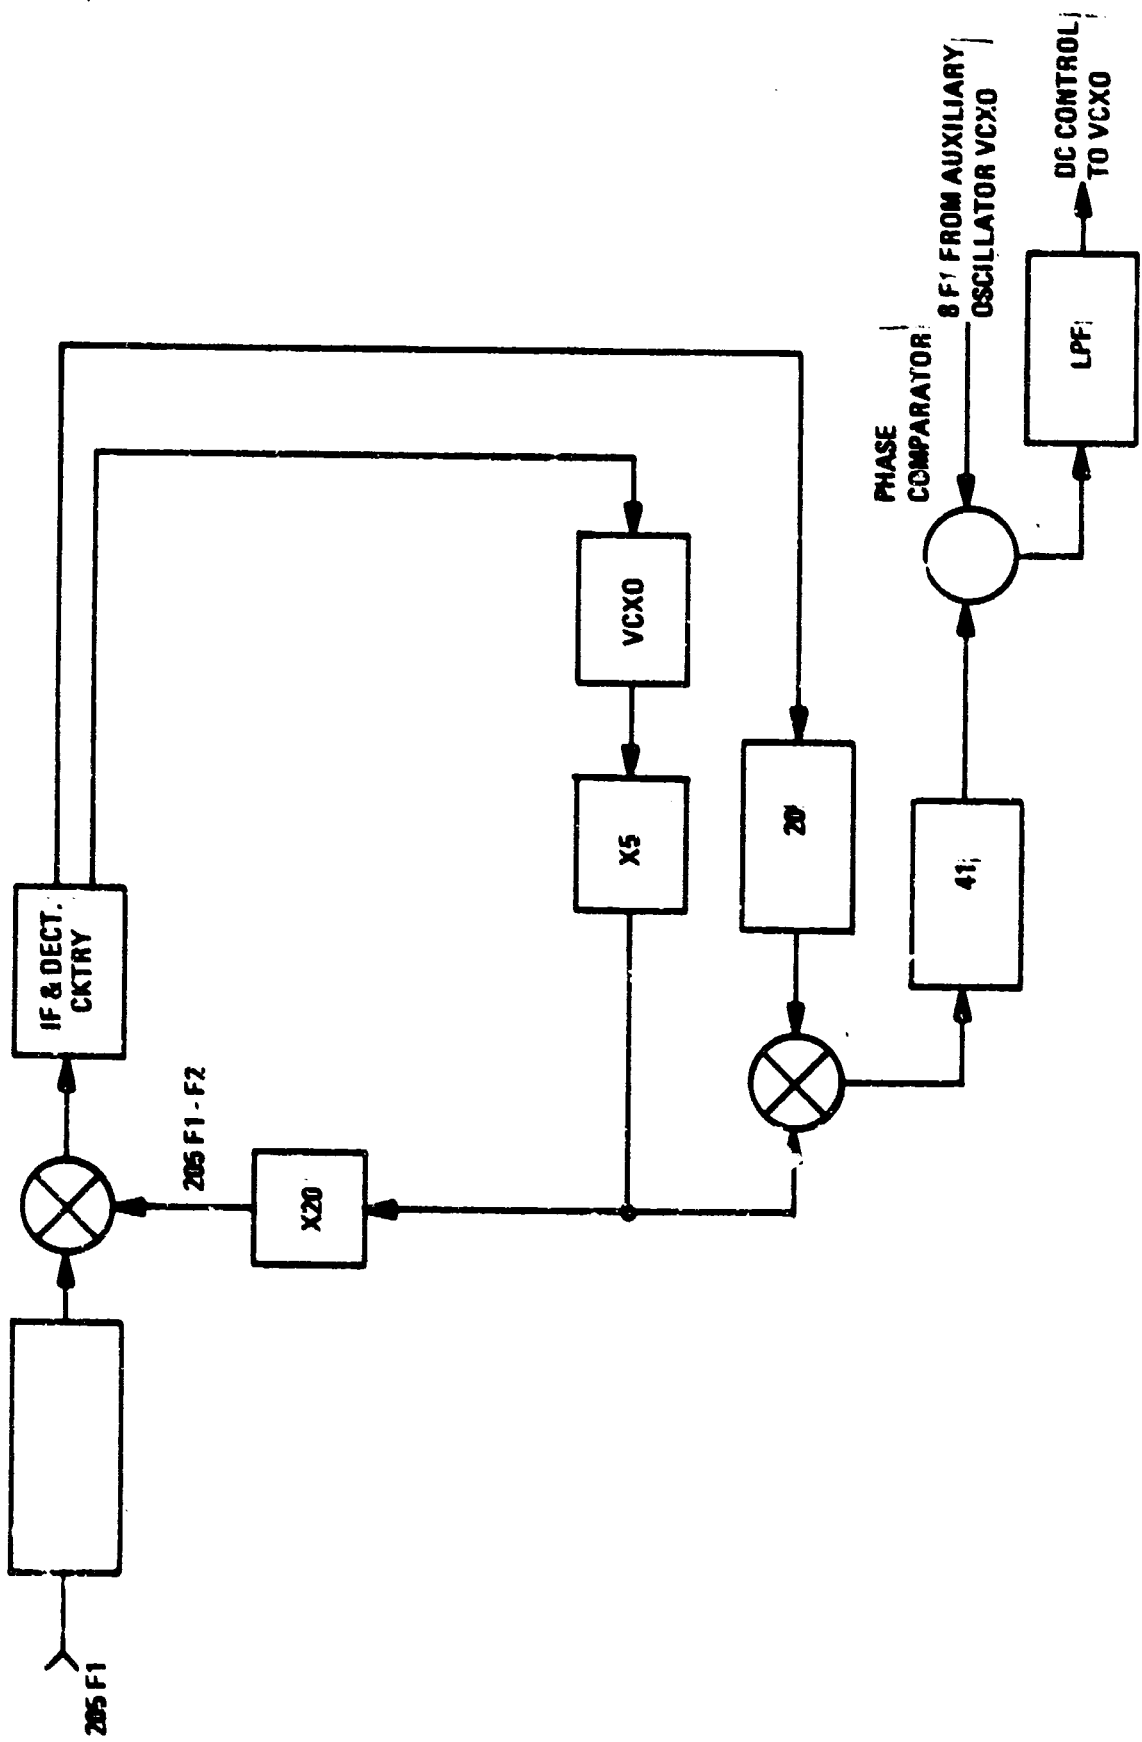 205 F1
IF & DECT.
CKTRY
205 F1 - F2
X20
X5
VCXO
20
41
PHASE
COMPARATOR
8 F1 FROM AUXILIARY
OSCILLATOR VCXO
LPF
DC CONTROL
TO VCXO